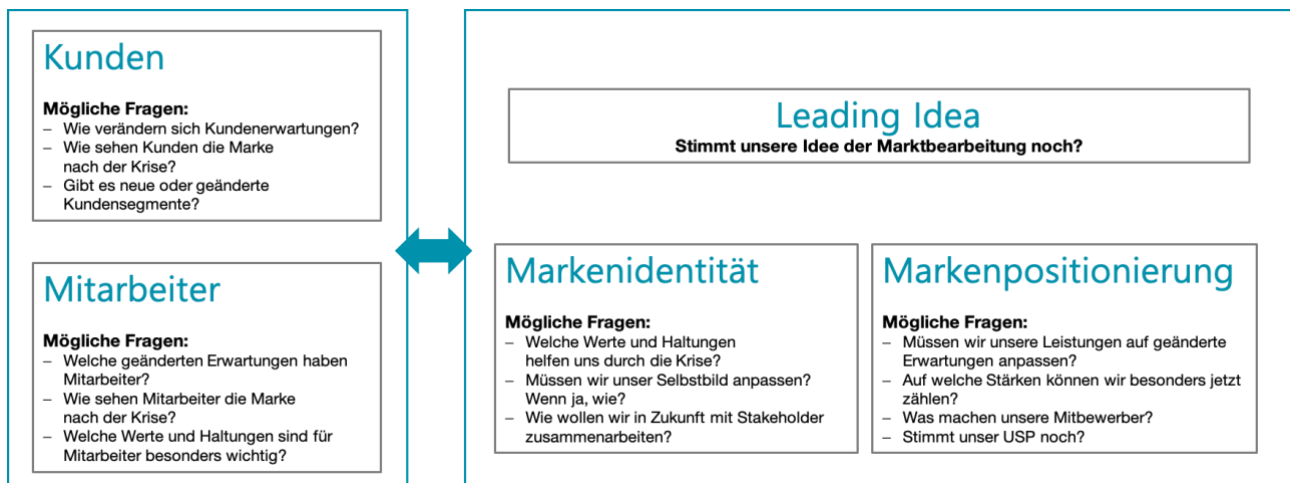 Kunden
Mögliche Fragen:
– Wie verändern sich Kundenerwartungen?
– Wie sehen Kunden die Marke
nach der Krise?
– Gibt es neue oder geänderte
Kundensegmente?
Mitarbeiter
Mögliche Fragen:
– Welche geänderten Erwartungen haben
Mitarbeiter?
– Wie sehen Mitarbeiter die Marke
nach der Krise?
– Welche Werte und Haltungen sind für
Mitarbeiter besonders wichtig?
Leading Idea
Stimmt unsere Idee der Marktbearbeitung noch?
Markenidentität
Mögliche Fragen:
– Welche Werte und Haltungen
helfen uns durch die Krise?
– Müssen wir unser Selbstbild anpassen?
Wenn ja, wie?
– Wie wollen wir in Zukunft mit Stakeholder
zusammenarbeiten?
Markenpositionierung
Mögliche Fragen:
– Müssen wir unsere Leistungen auf geänderte
Erwartungen anpassen?
– Auf welche Stärken können wir besonders jetzt
zählen?
– Was machen unsere Mitbewerber?
– Stimmt unser USP noch?